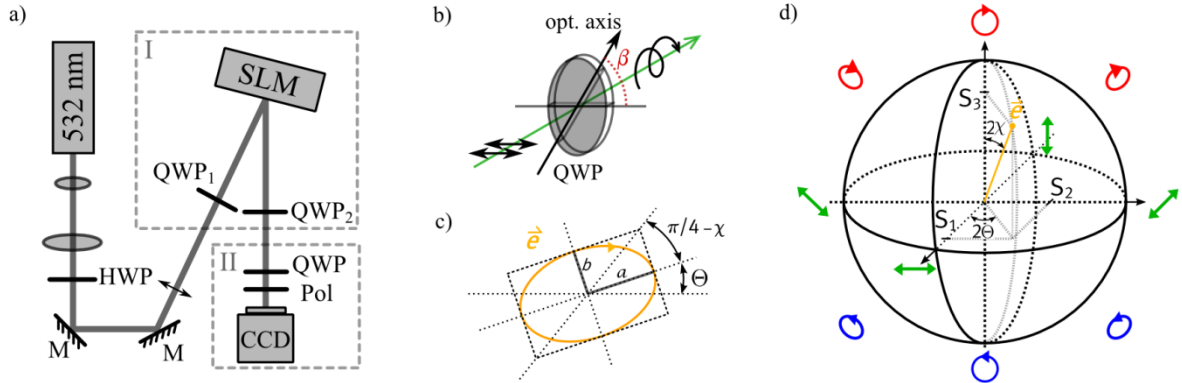 a)
532 nm
I
SLM
QWP1
QWP2
HWP
II
QWP
Pol
M
M
CCD
b)
opt. axis
β
QWP
c)
e
b
a
π/4 - χ
Θ
d)
S3
2χ
e
S2
S1
2Θ